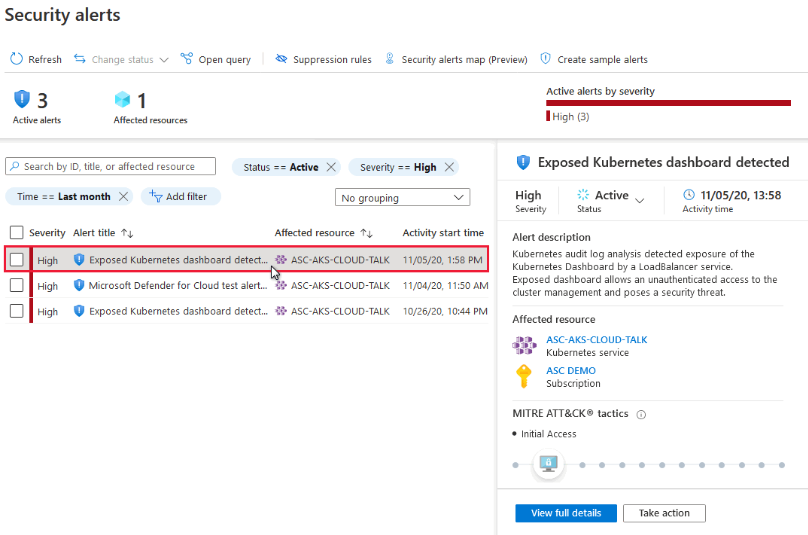 Security alerts
Refresh
Change status
Open query
Suppression rules
Security alerts map (Preview)
Create sample alerts
3
Active alerts
1
Affected resources
Active alerts by severity
High (3)
Search by ID, title, or affected resource
Status == Active
Severity == High
Time == Last month
Add filter
No grouping
Severity Alert title Affected resource Activity start time
High Exposed Kubernetes dashboard detect... ASC-AKS-CLOUD-TALK 11/05/20, 1:58 PM
High Microsoft Defender for Cloud test alert... ASC-AKS-CLOUD-TALK 11/04/20, 11:50 AM
High Exposed Kubernetes dashboard detect... ASC-AKS-CLOUD-TALK 10/26/20, 10:44 PM
Exposed Kubernetes dashboard detected
High
Severity
Active
Status
11/05/20, 13:58
Activity time
Alert description
Kubernetes audit log analysis detected exposure of the
Kubernetes Dashboard by a LoadBalancer service.
Exposed dashboard allows an unauthenticated access to the
cluster management and poses a security threat.
Affected resource
ASC-AKS-CLOUD-TALK
Kubernetes service
ASC DEMO
Subscription
MITRE ATT&CK® tactics
• Initial Access
View full details
Take action